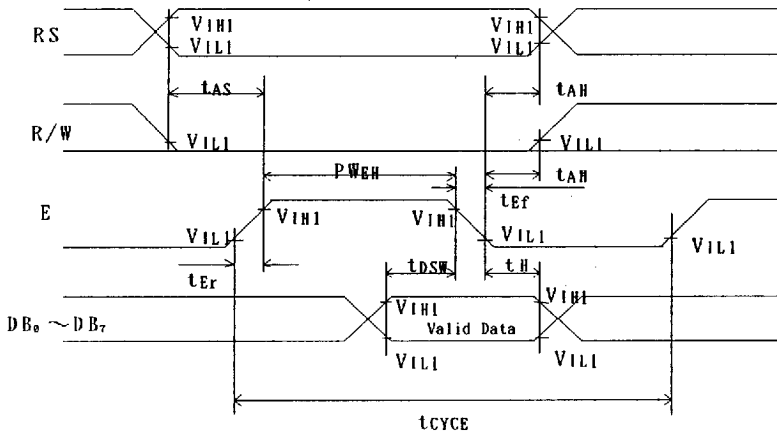 RS
VIH1
VIL1
VIH1
VIL1
tAS
tAH
R/W
VIL1
VIL1
PWEH
tAH
tEf
E
VIH1
VIH1
VIL1
VIL1
VIL1
tEr
tDSW
tH
DB₀ ~DB₇
VIH1
VIH1
Valid Data
VIL1
VIL1
tCYCE